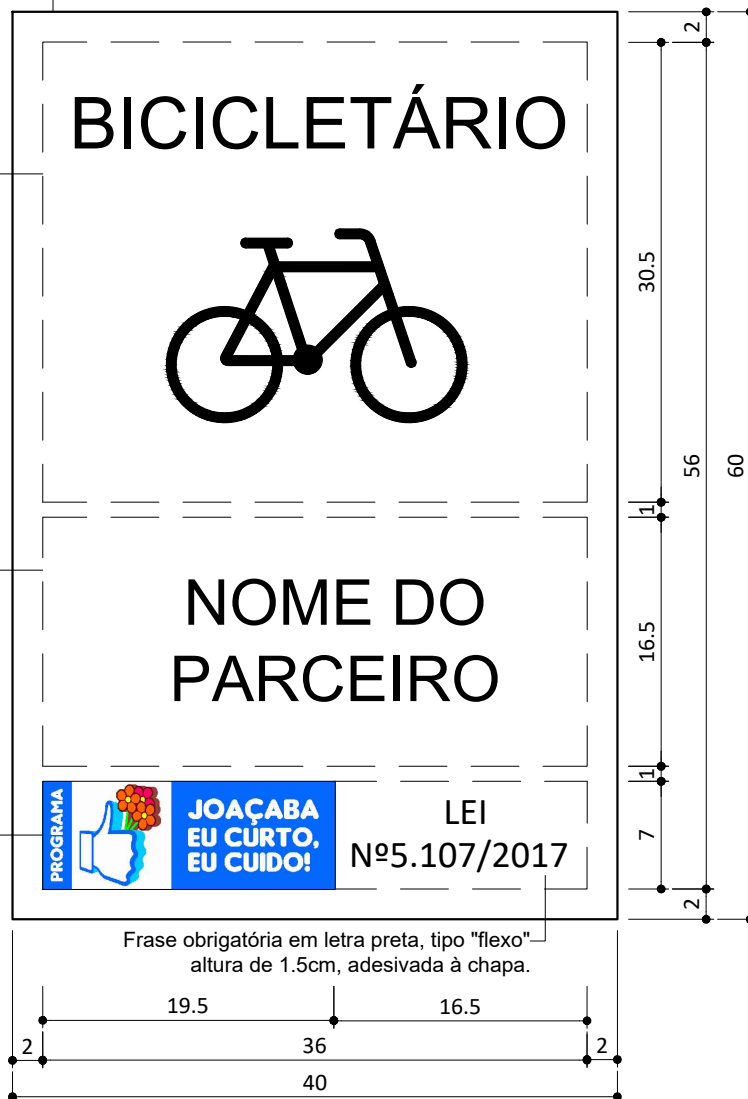 BICICLETÁRIO
NOME DO
PARCEIRO
PROGRAMA
JOAÇABA
EU CURTO,
EU CUIDO!
LEI
Nº5.107/2017
Frase obrigatória em letra preta, tipo "flexo"
altura de 1.5cm, adesivada à chapa.
2
30.5
56
60
1
16.5
1
7
2
19.5
16.5
2
36
2
40